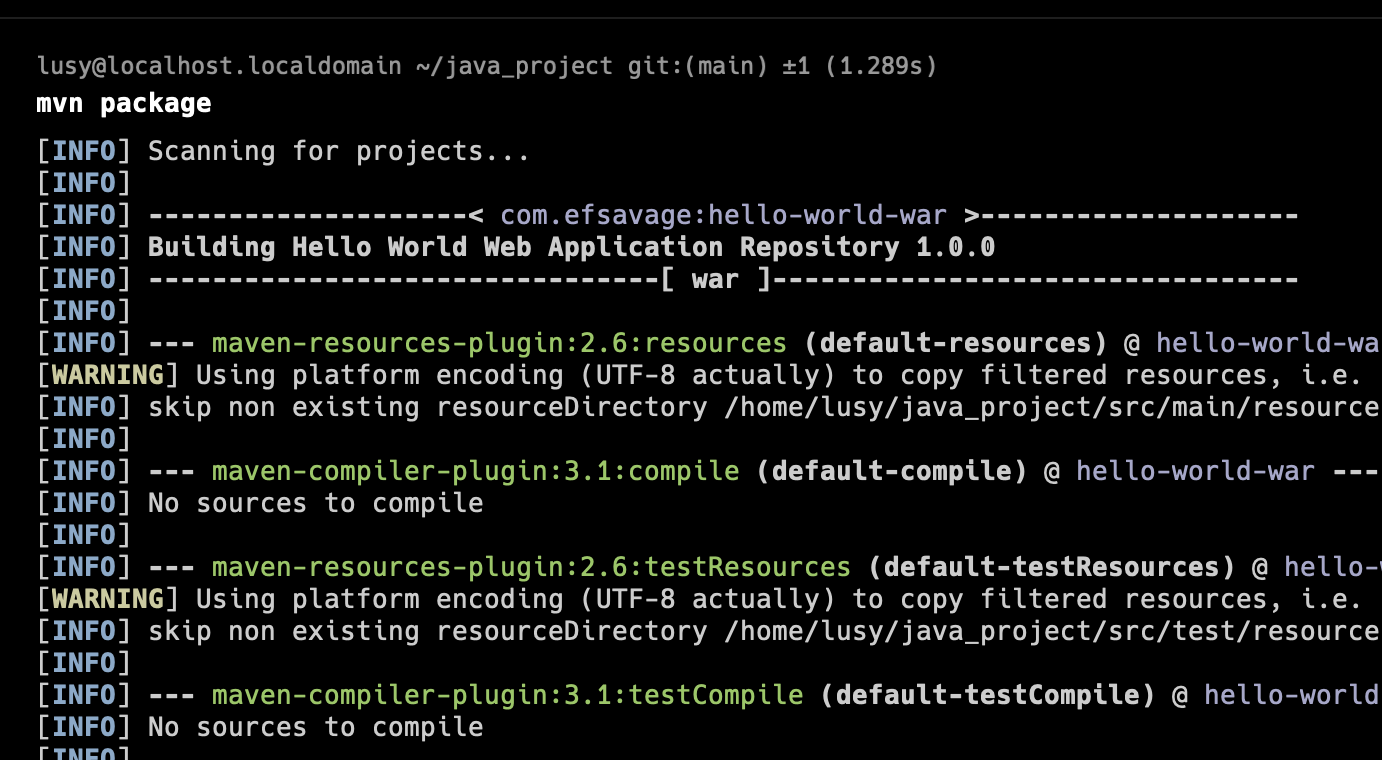 lusy@localhost.localdomain ~/java_project git:(main) ±1 (1.289s)
mvn package
[INFO] Scanning for projects...
[INFO]
[INFO] --------------------< com.efsavage:hello-world-war >--------------------
[INFO] Building Hello World Web Application Repository 1.0.0
[INFO] --------------------------------[ war ]---------------------------------
[INFO]
[INFO] --- maven-resources-plugin:2.6:resources (default-resources) @ hello-world-wa
[WARNING] Using platform encoding (UTF-8 actually) to copy filtered resources, i.e.
[INFO] skip non existing resourceDirectory /home/lusy/java_project/src/main/resource
[INFO]
[INFO] --- maven-compiler-plugin:3.1:compile (default-compile) @ hello-world-war ---
[INFO] No sources to compile
[INFO]
[INFO] --- maven-resources-plugin:2.6:testResources (default-testResources) @ hello-
[WARNING] Using platform encoding (UTF-8 actually) to copy filtered resources, i.e.
[INFO] skip non existing resourceDirectory /home/lusy/java_project/src/test/resource
[INFO]
[INFO] --- maven-compiler-plugin:3.1:testCompile (default-testCompile) @ hello-world
[INFO] No sources to compile
[INFO]